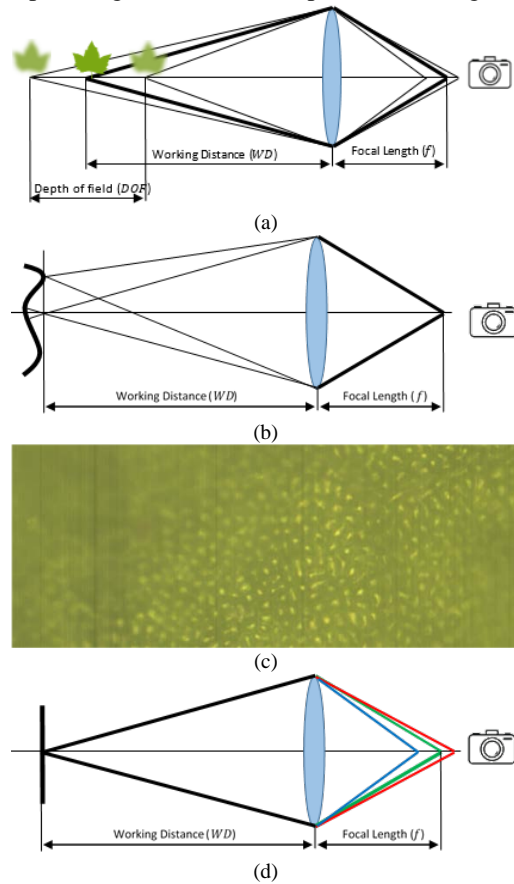 Working Distance (WD)
Focal Length (f)
Depth of field (DOF)
(a)
Working Distance (WD)
Focal Length (f)
(b)
(c)
Working Distance (WD)
Focal Length (f)
(d)